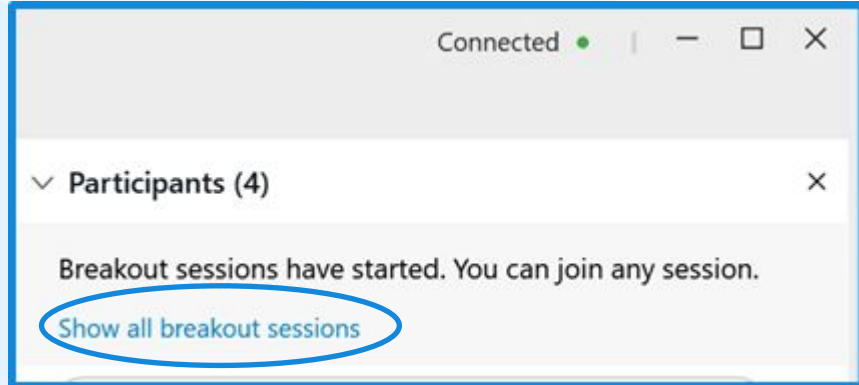 Connected
Participants (4)
Breakout sessions have started. You can join any session.
Show all breakout sessions